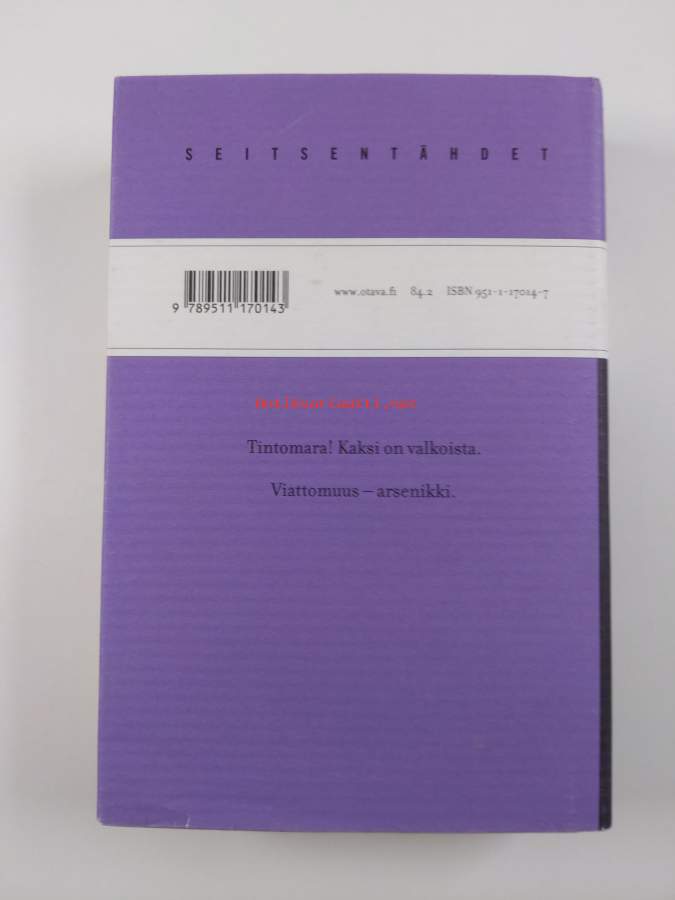 SEITSENTÄHDET
9 789511 170143
www.otava.fi 84.2 ISBN 951-1-17014-7
Tintomara! Kaksi on valkoista.
Viattomuus – arsenikki.